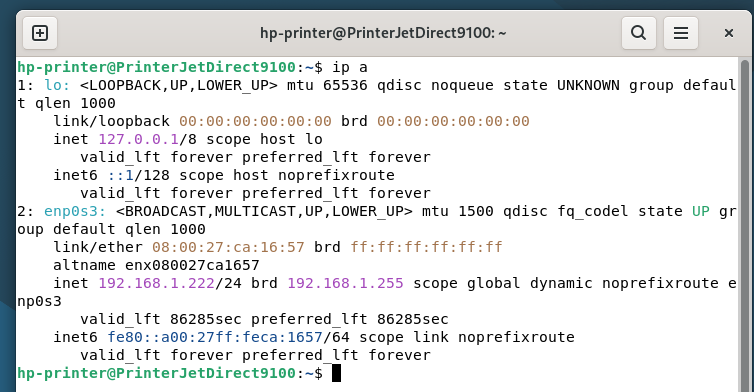 hp-printer@PrinterJetDirect9100: ~
hp-printer@PrinterJetDirect9100:~$ ip a
1: lo: <LOOPBACK,UP,LOWER_UP> mtu 65536 qdisc noqueue state UNKNOWN group defaul
t qlen 1000
    link/loopback 00:00:00:00:00:00 brd 00:00:00:00:00:00
    inet 127.0.0.1/8 scope host lo
       valid_lft forever preferred_lft forever
    inet6 ::1/128 scope host noprefixroute
       valid_lft forever preferred_lft forever
2: enp0s3: <BROADCAST,MULTICAST,UP,LOWER_UP> mtu 1500 qdisc fq_codel state UP gr
oup default qlen 1000
    link/ether 08:00:27:ca:16:57 brd ff:ff:ff:ff:ff:ff
    altname enx080027ca1657
    inet 192.168.1.222/24 brd 192.168.1.255 scope global dynamic noprefixroute e
np0s3
       valid_lft 86285sec preferred_lft 86285sec
    inet6 fe80::a00:27ff:feca:1657/64 scope link noprefixroute
       valid_lft forever preferred_lft forever
hp-printer@PrinterJetDirect9100:~$